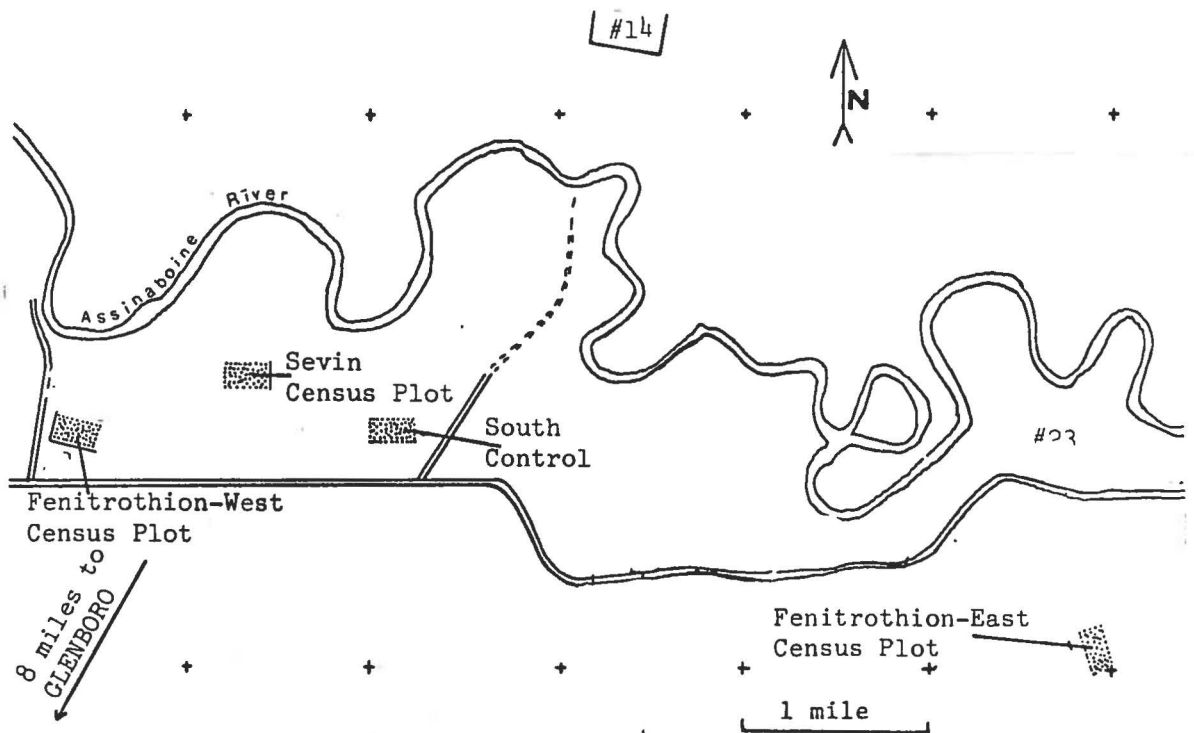 #14
N
Assinaboine River
Sevin
Census Plot
South
Control
#23
Fenitrothion-West
Census Plot
8 miles to
GLENBORO
Fenitrothion-East
Census Plot
1 mile